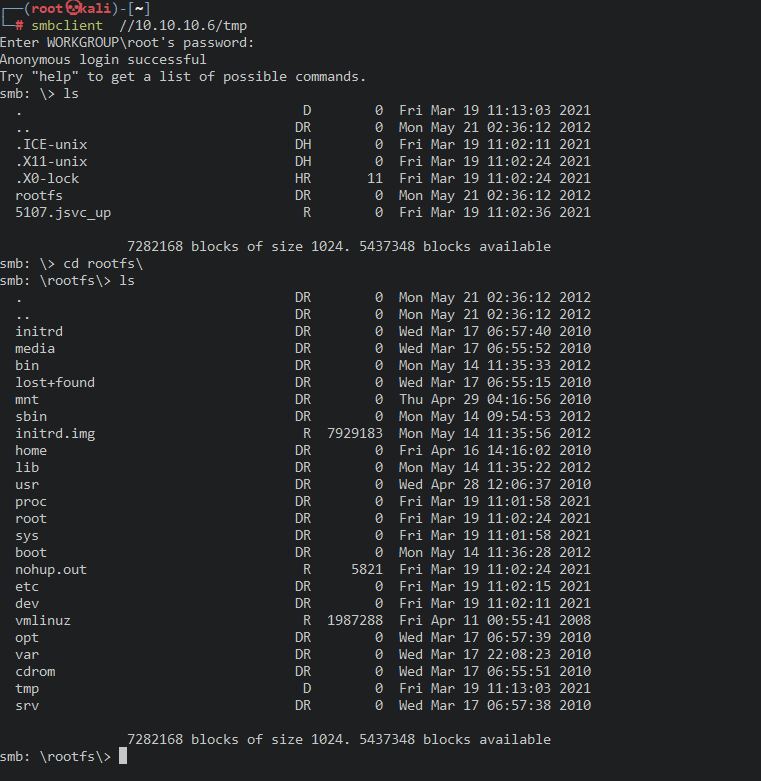 ┌──(root💀kali)-[~]
└─# smbclient  //10.10.10.6/tmp
Enter WORKGROUP\root's password:
Anonymous login successful
Try "help" to get a list of possible commands.
smb: \> ls
  .                                   D        0  Fri Mar 19 11:13:03 2021
  ..                                 DR        0  Mon May 21 02:36:12 2012
  .ICE-unix                          DH        0  Fri Mar 19 11:02:11 2021
  .X11-unix                          DH        0  Fri Mar 19 11:02:24 2021
  .X0-lock                           HR       11  Fri Mar 19 11:02:24 2021
  rootfs                             DR        0  Mon May 21 02:36:12 2012
  5107.jsvc_up                        R        0  Fri Mar 19 11:02:36 2021
                7282168 blocks of size 1024. 5437348 blocks available
smb: \> cd rootfs\
smb: \rootfs\> ls
  .                                  DR        0  Mon May 21 02:36:12 2012
  ..                                 DR        0  Mon May 21 02:36:12 2012
  initrd                             DR        0  Wed Mar 17 06:57:40 2010
  media                              DR        0  Wed Mar 17 06:55:52 2010
  bin                                DR        0  Mon May 14 11:35:33 2012
  lost+found                         DR        0  Wed Mar 17 06:55:15 2010
  mnt                                DR        0  Thu Apr 29 04:16:56 2010
  sbin                               DR        0  Mon May 14 09:54:53 2012
  initrd.img                          R  7929183  Mon May 14 11:35:56 2012
  home                               DR        0  Fri Apr 16 14:16:02 2010
  lib                                DR        0  Mon May 14 11:35:22 2012
  usr                                DR        0  Wed Apr 28 12:06:37 2010
  proc                               DR        0  Fri Mar 19 11:01:58 2021
  root                               DR        0  Fri Mar 19 11:02:24 2021
  sys                                DR        0  Fri Mar 19 11:01:58 2021
  boot                               DR        0  Mon May 14 11:36:28 2012
  nohup.out                           R     5821  Fri Mar 19 11:02:24 2021
  etc                                DR        0  Fri Mar 19 11:02:15 2021
  dev                                DR        0  Fri Mar 19 11:02:11 2021
  vmlinuz                             R  1987288  Fri Apr 11 00:55:41 2008
  opt                                DR        0  Wed Mar 17 06:57:39 2010
  var                                DR        0  Wed Mar 17 22:08:23 2010
  cdrom                              DR        0  Wed Mar 17 06:55:51 2010
  tmp                                 D        0  Fri Mar 19 11:13:03 2021
  srv                                DR        0  Wed Mar 17 06:57:38 2010
                7282168 blocks of size 1024. 5437348 blocks available
smb: \rootfs\>